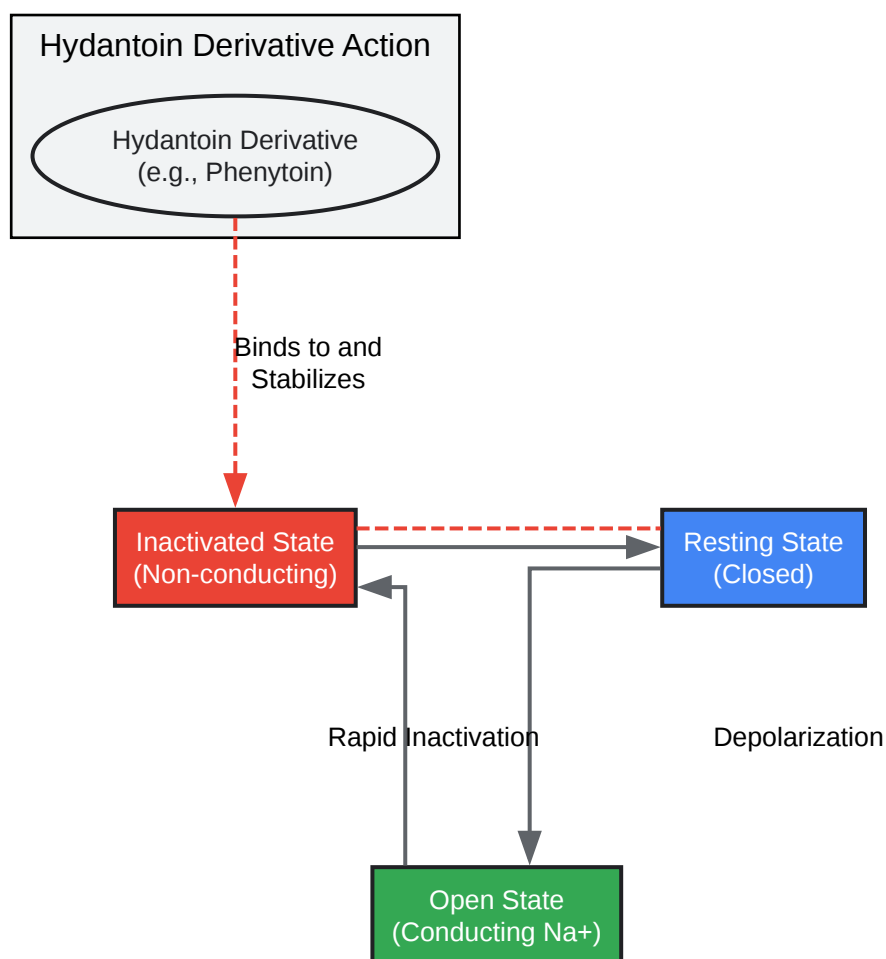 Hydantoin Derivative Action
Hydantoin Derivative
(e.g., Phenytoin)
Binds to and
Stabilizes
Inactivated State
(Non-conducting)
Resting State
(Closed)
Rapid Inactivation
Depolarization
Open State
(Conducting Na+)